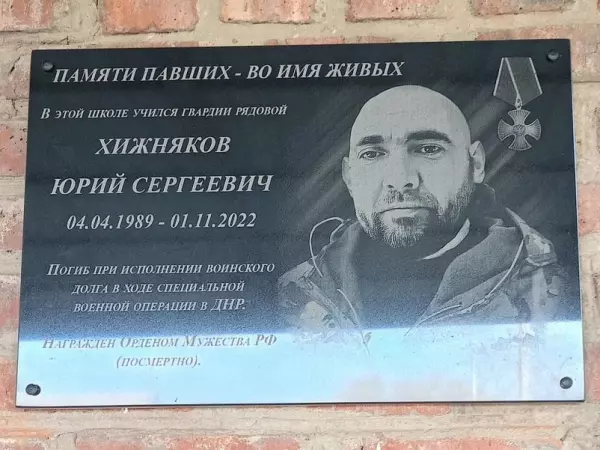 ПАМЯТИ ПАВШИХ - ВО ИМЯ ЖИВЫХ
В ЭТОЙ ШКОЛЕ УЧИЛСЯ ГВАРДИИ РЯДОВОЙ
ХИЖНЯКОВ
ЮРИЙ СЕРГЕЕВИЧ
04.04.1989 - 01.11.2022
ПОГИБ ПРИ ИСПОЛНЕНИИ ВОИНСКОГО
ДОЛГА В ХОДЕ СПЕЦИАЛЬНОЙ
ВОЕННОЙ ОПЕРАЦИИ В ДНР.
НАГРАЖДЕН ОРДЕНОМ МУЖЕСТВА РФ
(ПОСМЕРТНО).